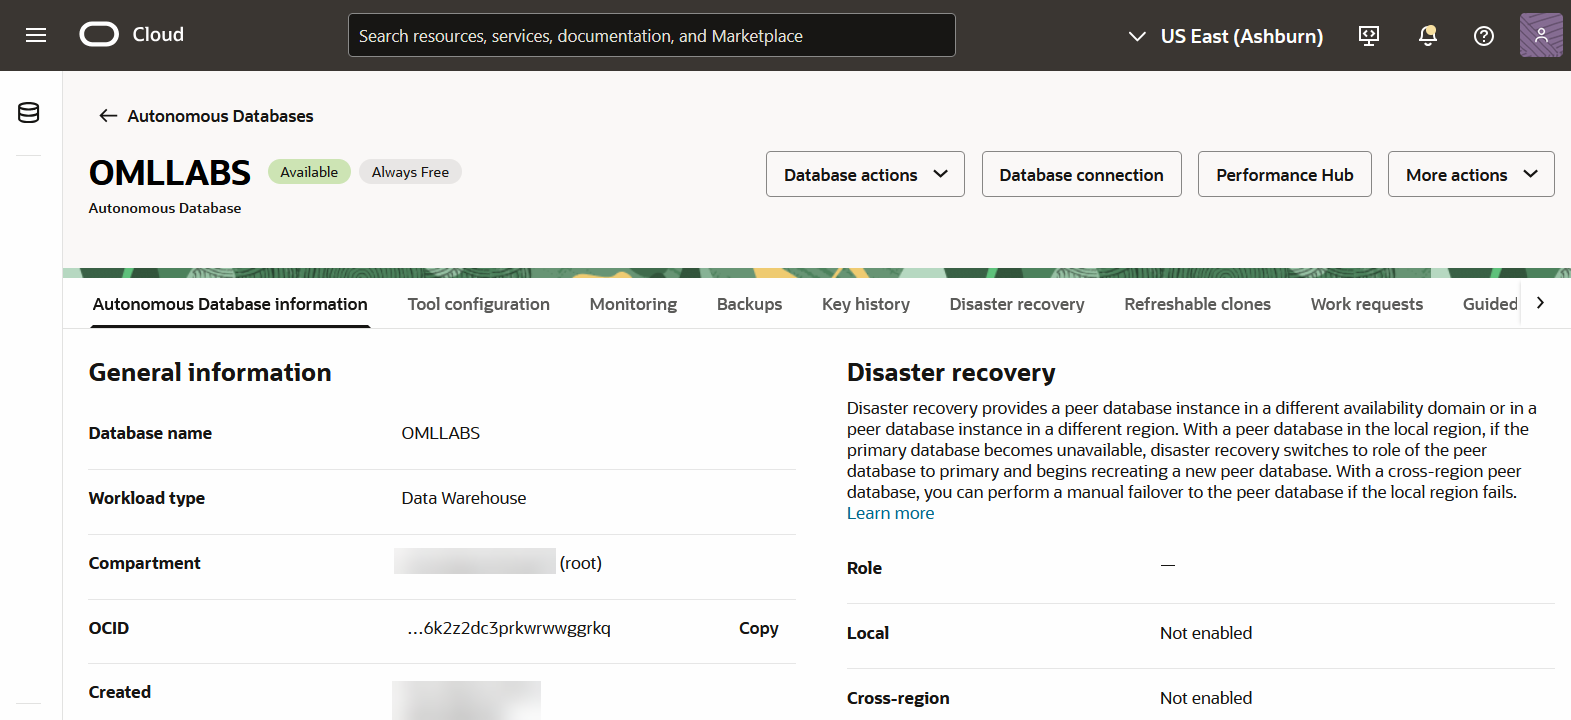 Cloud
Search resources, services, documentation, and Marketplace
US East (Ashburn)
Autonomous Databases
OMLLABS
Available
Always Free
Autonomous Database
Database actions
Database connection
Performance Hub
More actions
Autonomous Database information
Tool configuration
Monitoring
Backups
Key history
Disaster recovery
Refreshable clones
Work requests
Guided
General information
Database name
OMLLABS
Workload type
Data Warehouse
Compartment
(root)
OCID
...6k2z2dc3prkwrwwggrkq
Copy
Created
Disaster recovery
Disaster recovery provides a peer database instance in a different availability domain or in a
peer database instance in a different region. With a peer database in the local region, if the
primary database becomes unavailable, disaster recovery switches to role of the peer
database to primary and begins recreating a new peer database. With a cross-region peer
database, you can perform a manual failover to the peer database if the local region fails.
Learn more
Role
—
Local
Not enabled
Cross-region
Not enabled